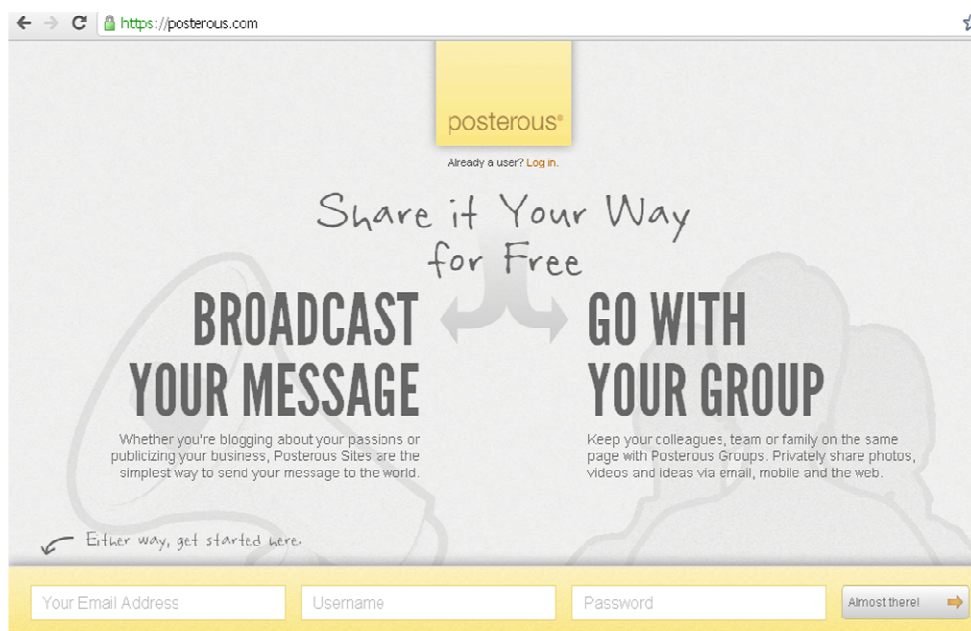 https://posterous.com
posterous®
Already a user? Log in.
Share it Your Way
for Free
BROADCAST
YOUR MESSAGE
Whether you're blogging about your passions or
publicizing your business, Posterous Sites are the
simplest way to send your message to the world.
GO WITH
YOUR GROUP
Keep your colleagues, team or family on the same
page with Posterous Groups. Privately share photos,
videos and ideas via email, mobile and the web.
Either way, get started here.
Your Email Address
Username
Password
Almost there!